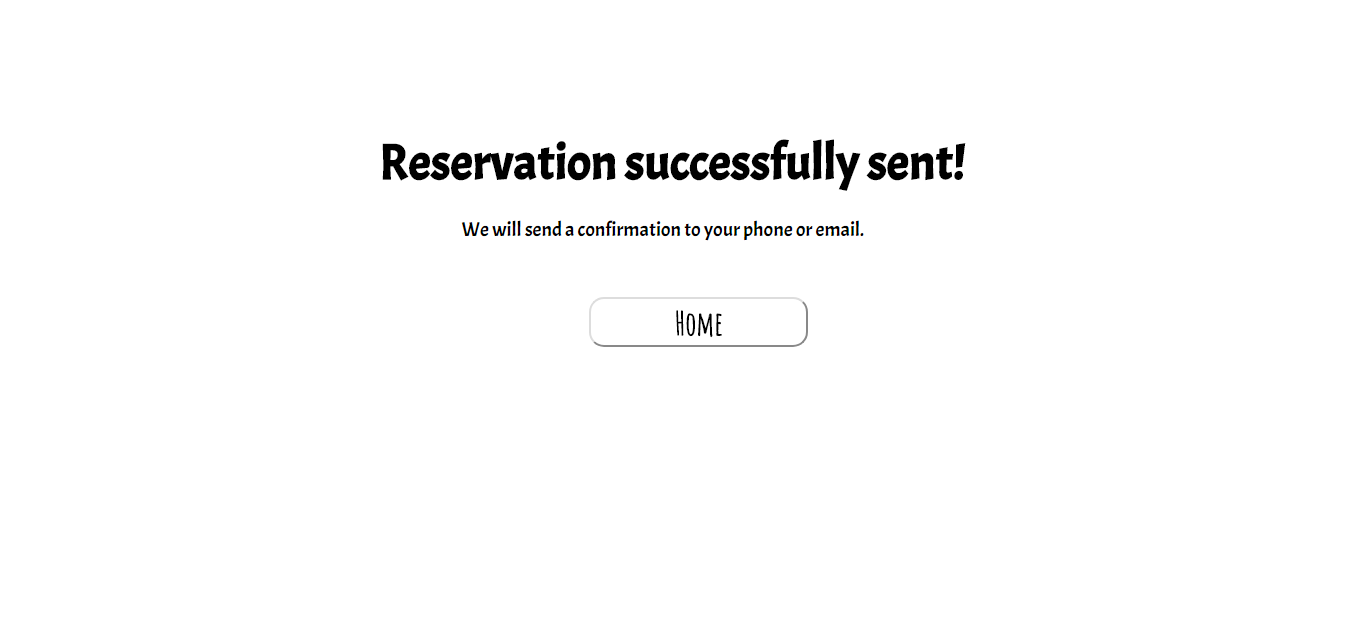 Reservation successfully sent!
We will send a confirmation to your phone or email.
Home